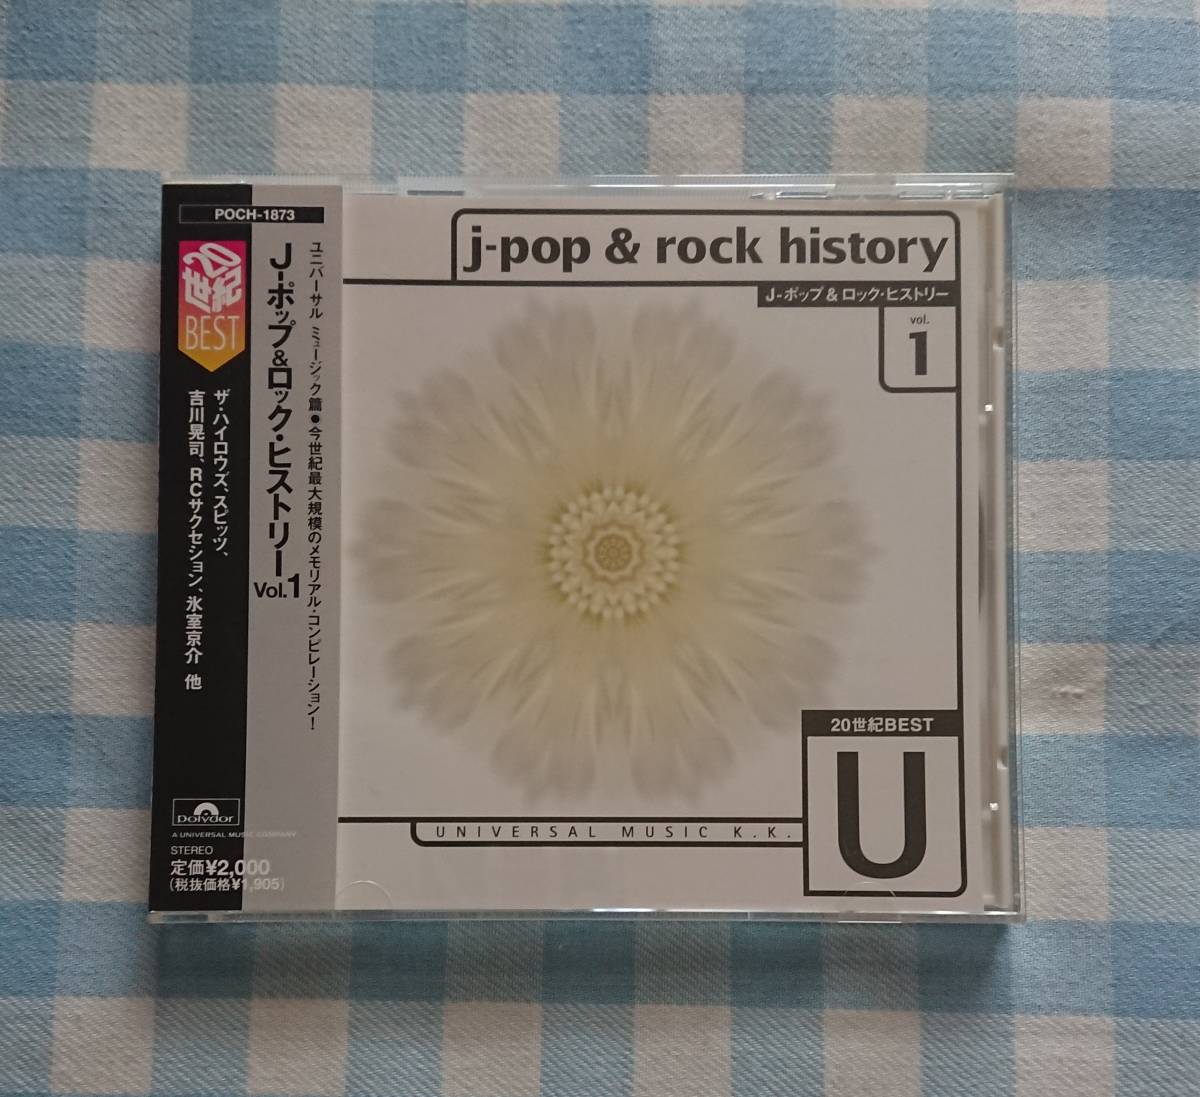 POCH-1873
20世紀
BEST
ユニバーサル ミュージック篇●今世紀最大規模のメモリアル・コンピレーション!
J-ポップ&ロック・ヒストリー Vol.1
ザ・ハイロウズ、スピッツ、
吉川晃司、RCサクセション、氷室京介 他
Polydor
A UNIVERSAL MUSIC COMPANY
STEREO
定価¥2,000
(税抜価格¥1,905)
j-pop & rock history
J-ポップ & ロック・ヒストリー
vol.
1
20世紀BEST
U
UNIVERSAL MUSIC K.K.